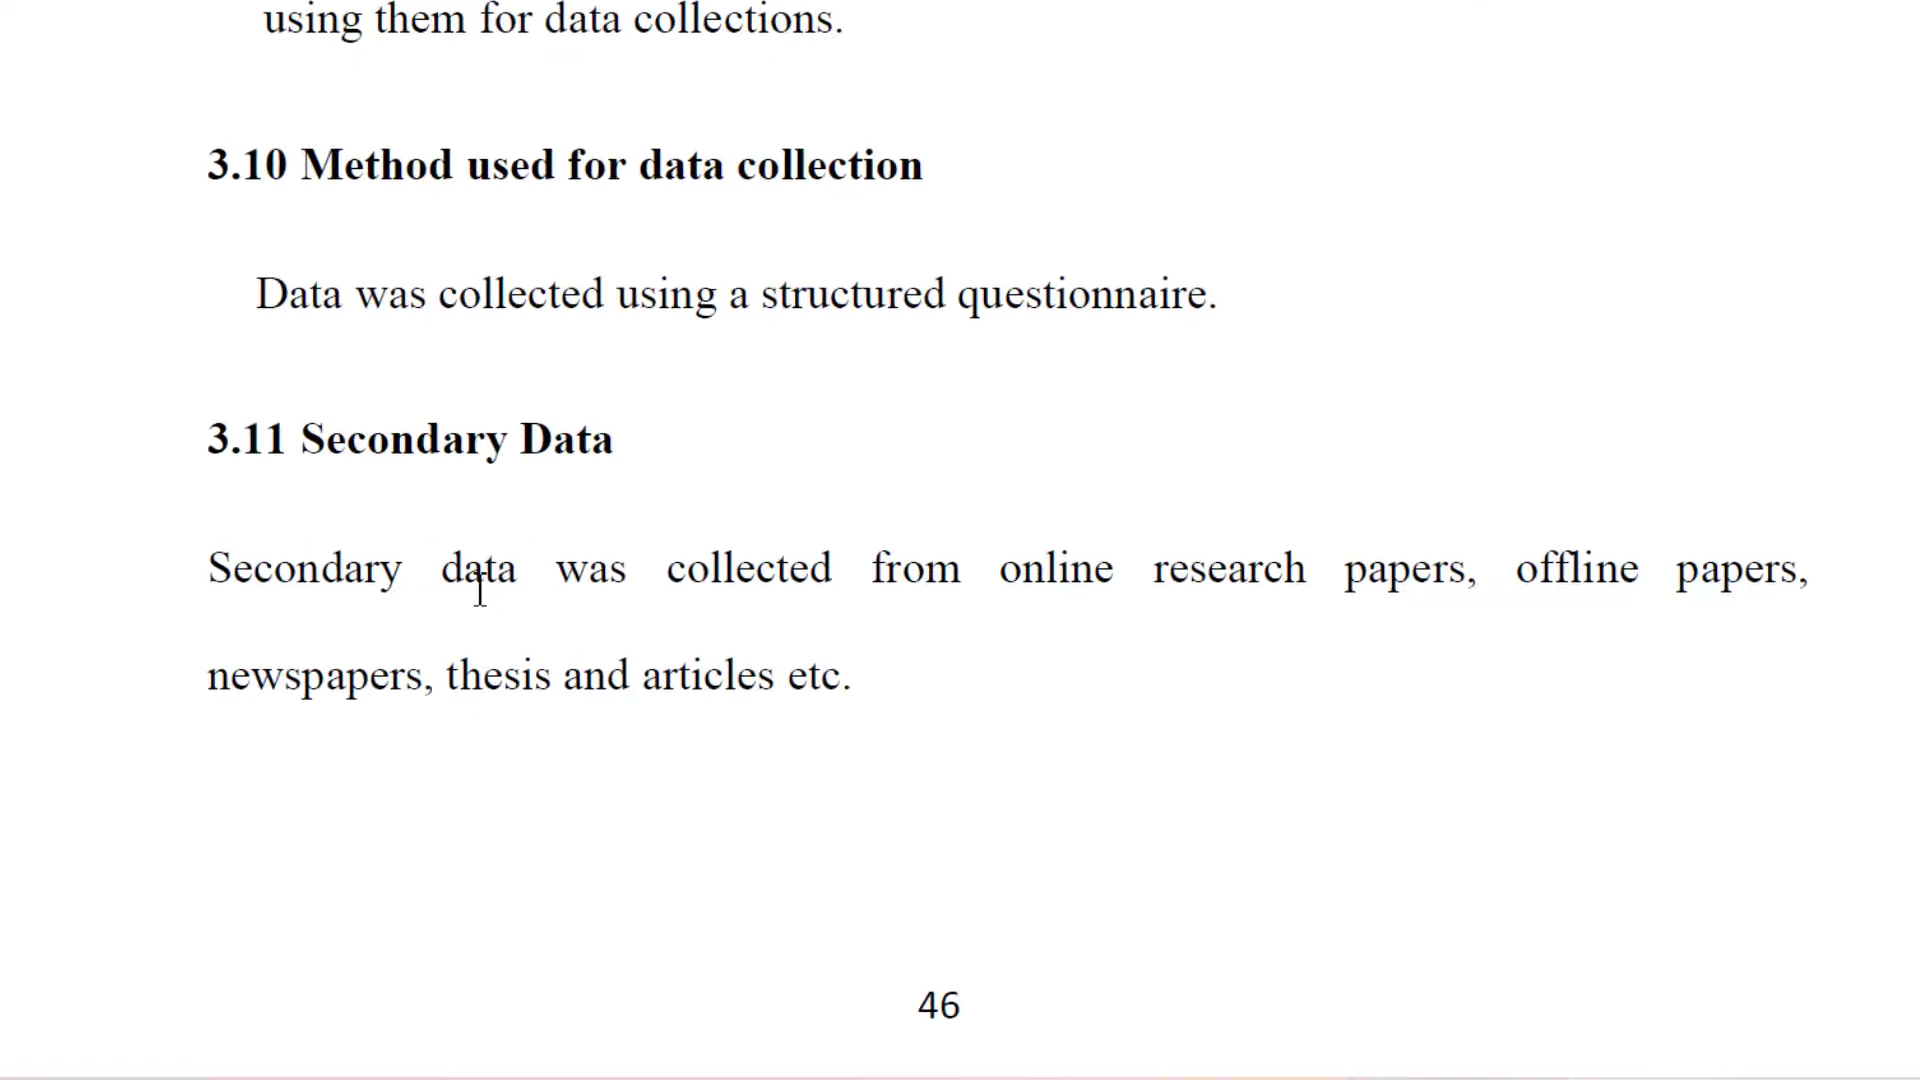 using them for data collections.
3.10 Method used for data collection
Data was collected using a structured questionnaire.
3.11 Secondary Data
Secondary data was collected from online research papers, offline papers,
newspapers, thesis and articles etc.
46